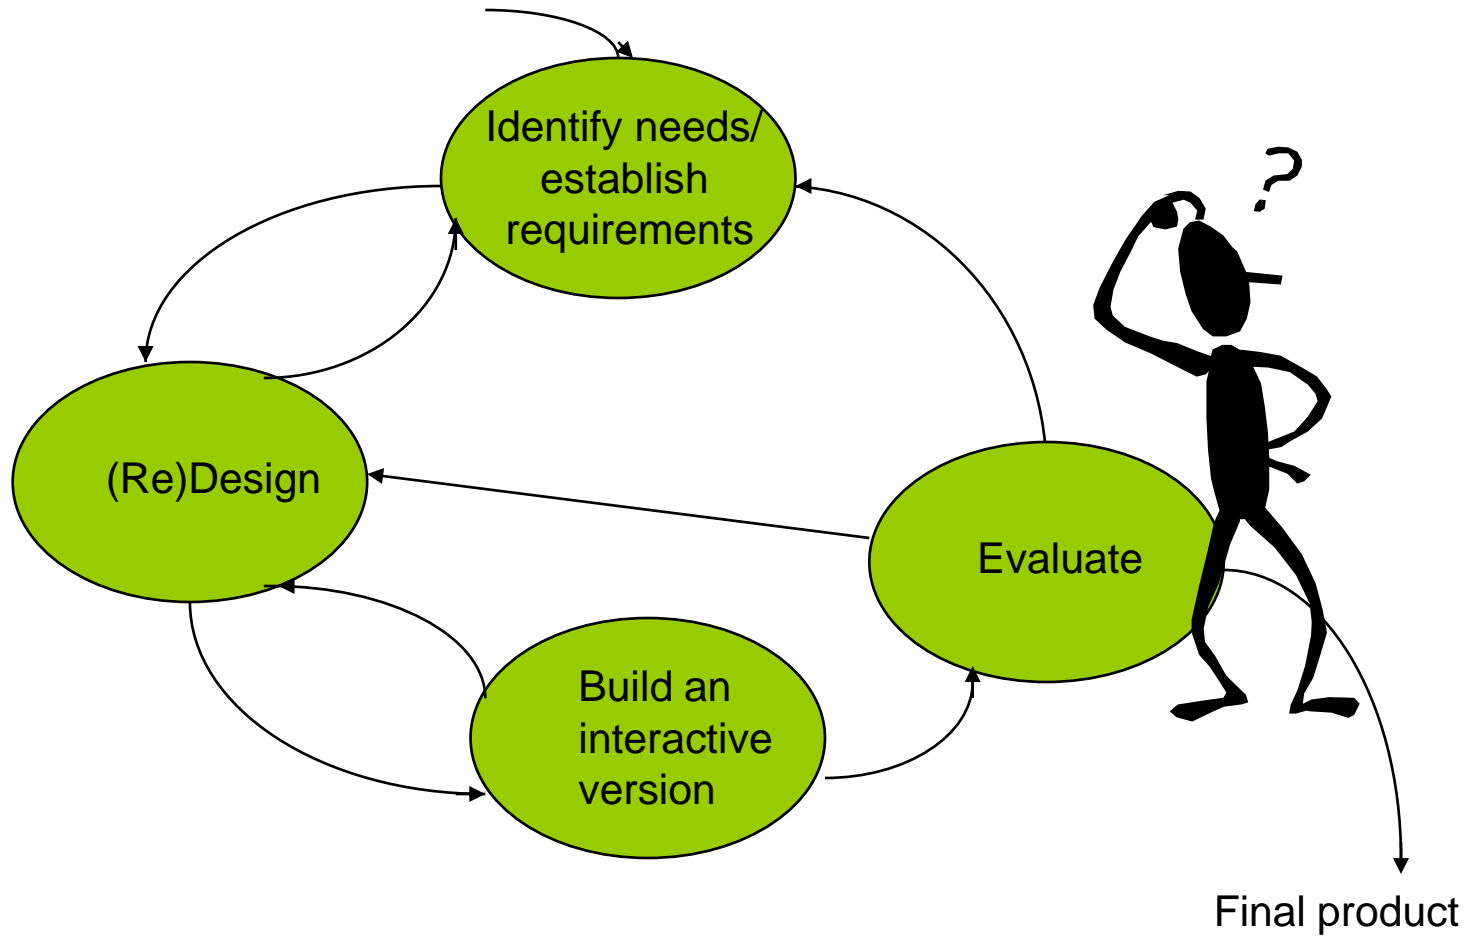 Identify needs/
establish
requirements
?
(Re)Design
Evaluate
Build an
interactive
version
Final product